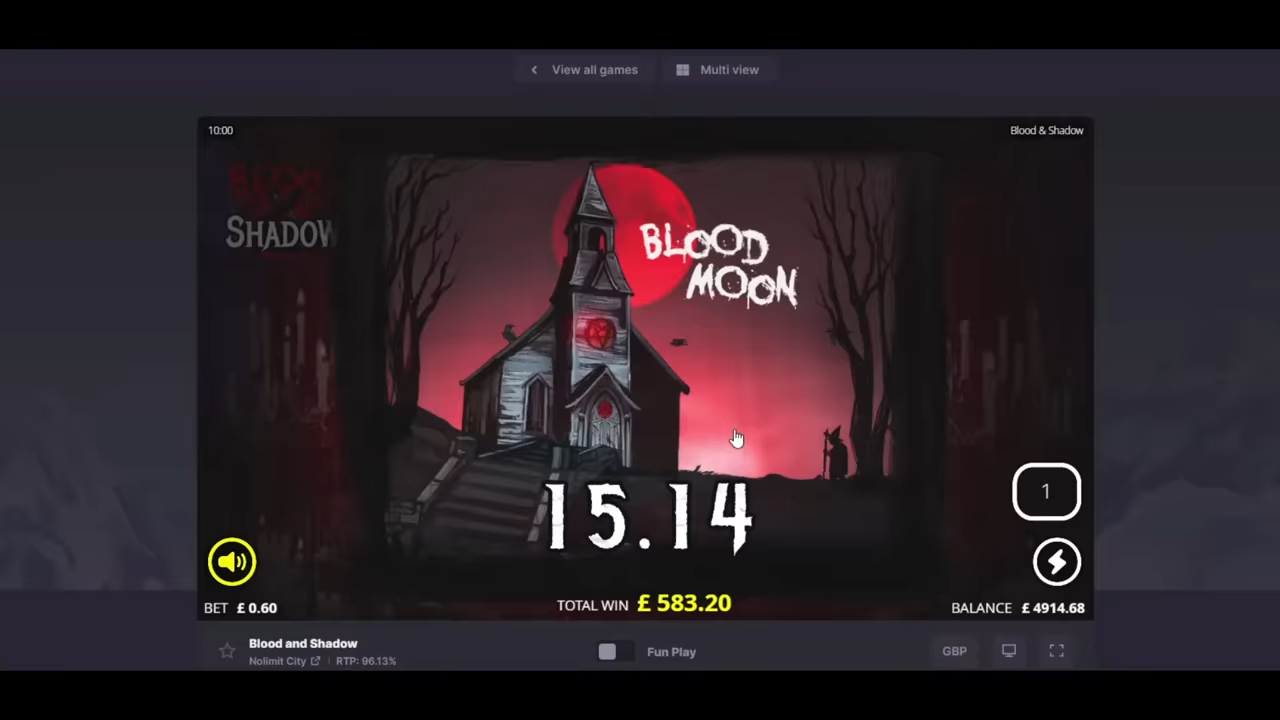 View all games
Multi view
10:00
Blood & Shadow
BLOOD
SHADOW
BLOOD
MOON
1
15.14
TOTAL WIN £ 583.20
BET £ 0.60
BALANCE £ 4914.68
Blood and Shadow
Fun Play
GBP
Nolimit City
RTP: 96.13%